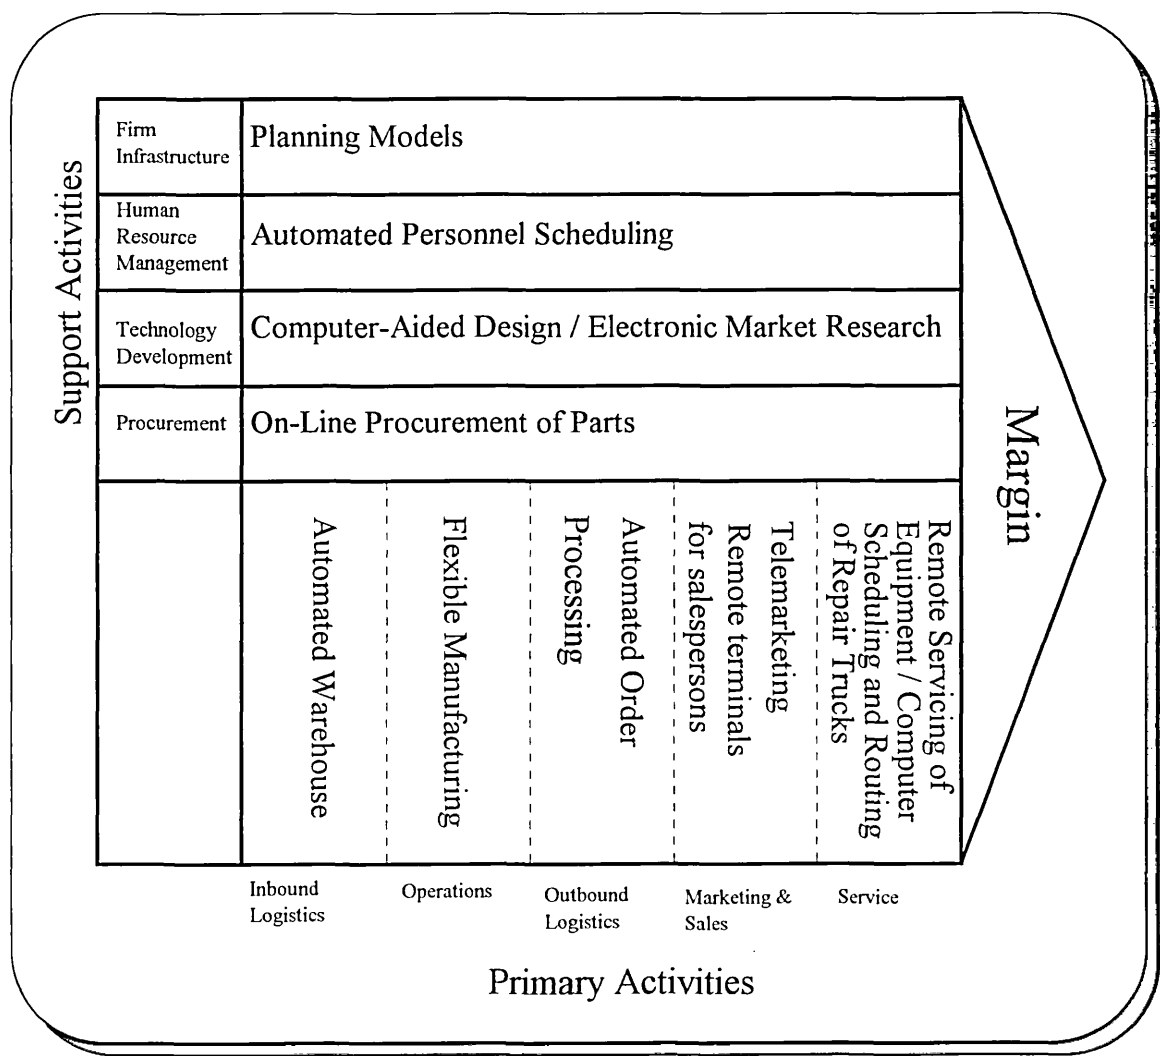 Support Activities
Firm
Infrastructure
Planning Models
Human
Resource
Management
Automated Personnel Scheduling
Technology
Development
Computer-Aided Design / Electronic Market Research
Procurement
On-Line Procurement of Parts
Automated Warehouse
Flexible Manufacturing
Automated Order
Processing
Telemarketing
Remote terminals
for salespersons
Remote Servicing of
Equipment / Computer
Scheduling and Routing
of Repair Trucks
Margin
Inbound
Logistics
Operations
Outbound
Logistics
Marketing &
Sales
Service
Primary Activities